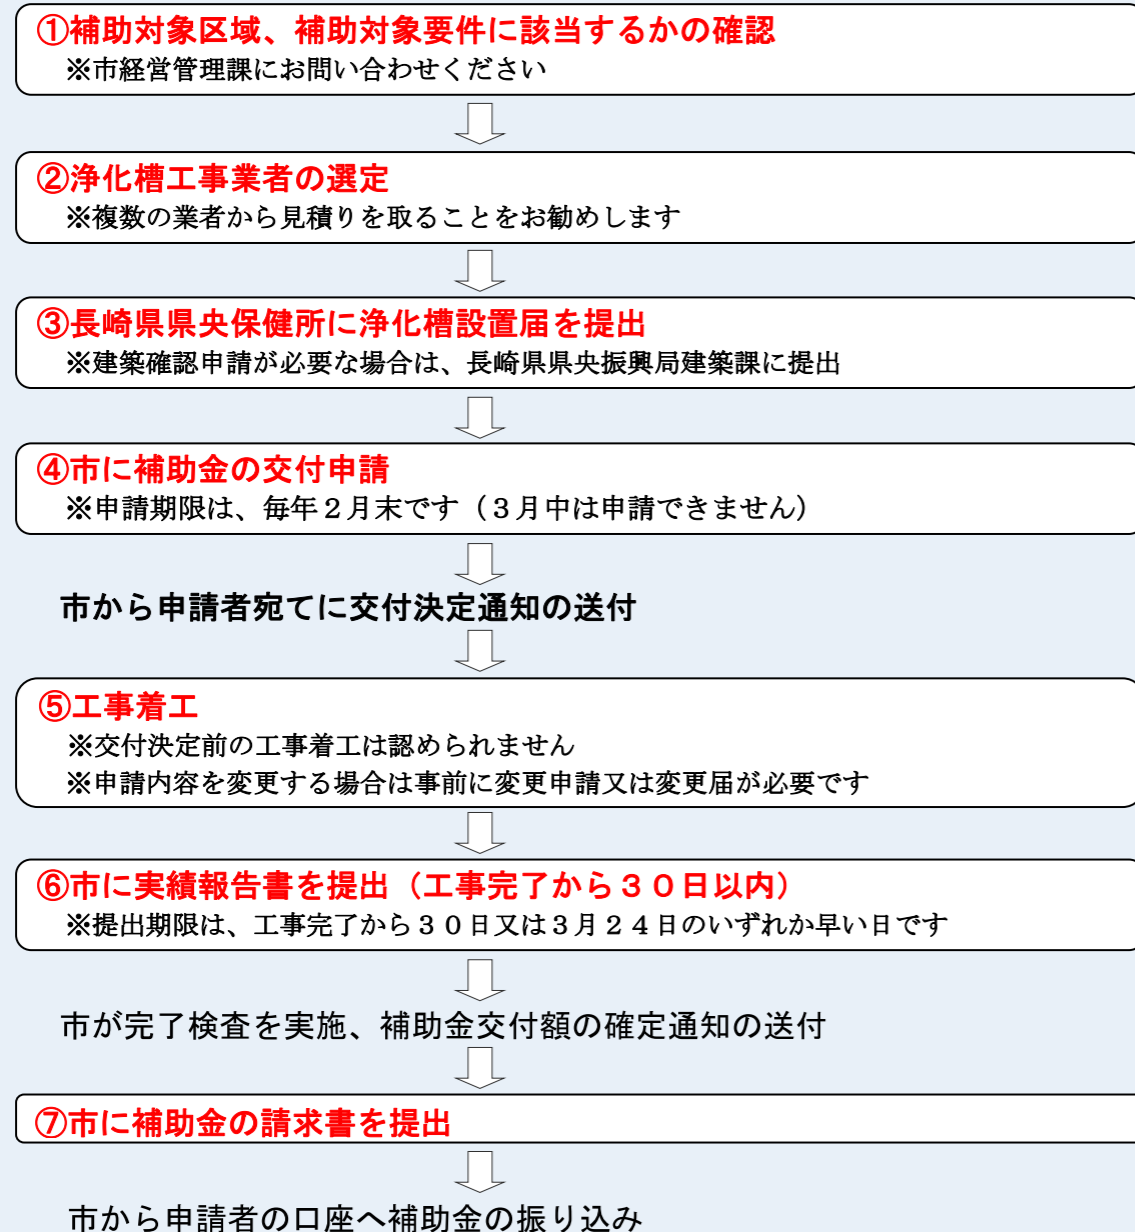 ①補助対象区域、補助対象要件に該当するかの確認
※市経営管理課にお問い合わせください
②浄化槽工事業者の選定
※複数の業者から見積りを取ることをお勧めします
③長崎県県央保健所に浄化槽設置届を提出
※建築確認申請が必要な場合は、長崎県県央振興局建築課に提出
④市に補助金の交付申請
※申請期限は、毎年２月末です（３月中は申請できません）
市から申請者宛てに交付決定通知の送付
⑤工事着工
※交付決定前の工事着工は認められません
※申請内容を変更する場合は事前に変更申請又は変更届が必要です
⑥市に実績報告書を提出（工事完了から３０日以内）
※提出期限は、工事完了から３０日又は３月２４日のいずれか早い日です
市が完了検査を実施、補助金交付額の確定通知の送付
⑦市に補助金の請求書を提出
市から申請者の口座へ補助金の振り込み